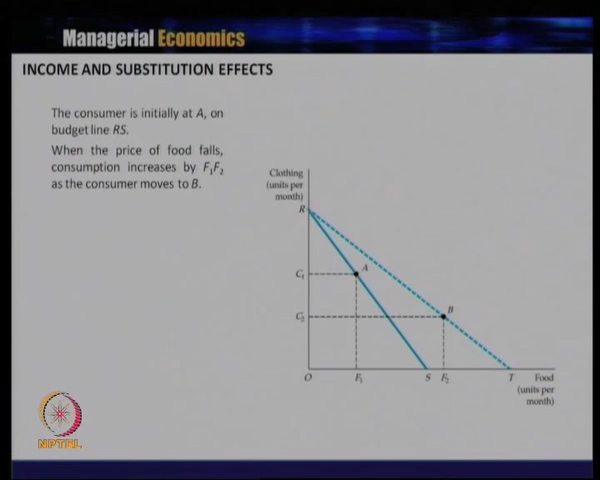 Managerial Economics
INCOME AND SUBSTITUTION EFFECTS
The consumer is initially at A, on
budget line RS.
When the price of food falls,
consumption increases by F₁F₂
as the consumer moves to B.
Clothing
(units per
month)
R
C₁
A
C₂
B
O
F₁
S
F₂
T
Food
(units per
month)
NPTEL